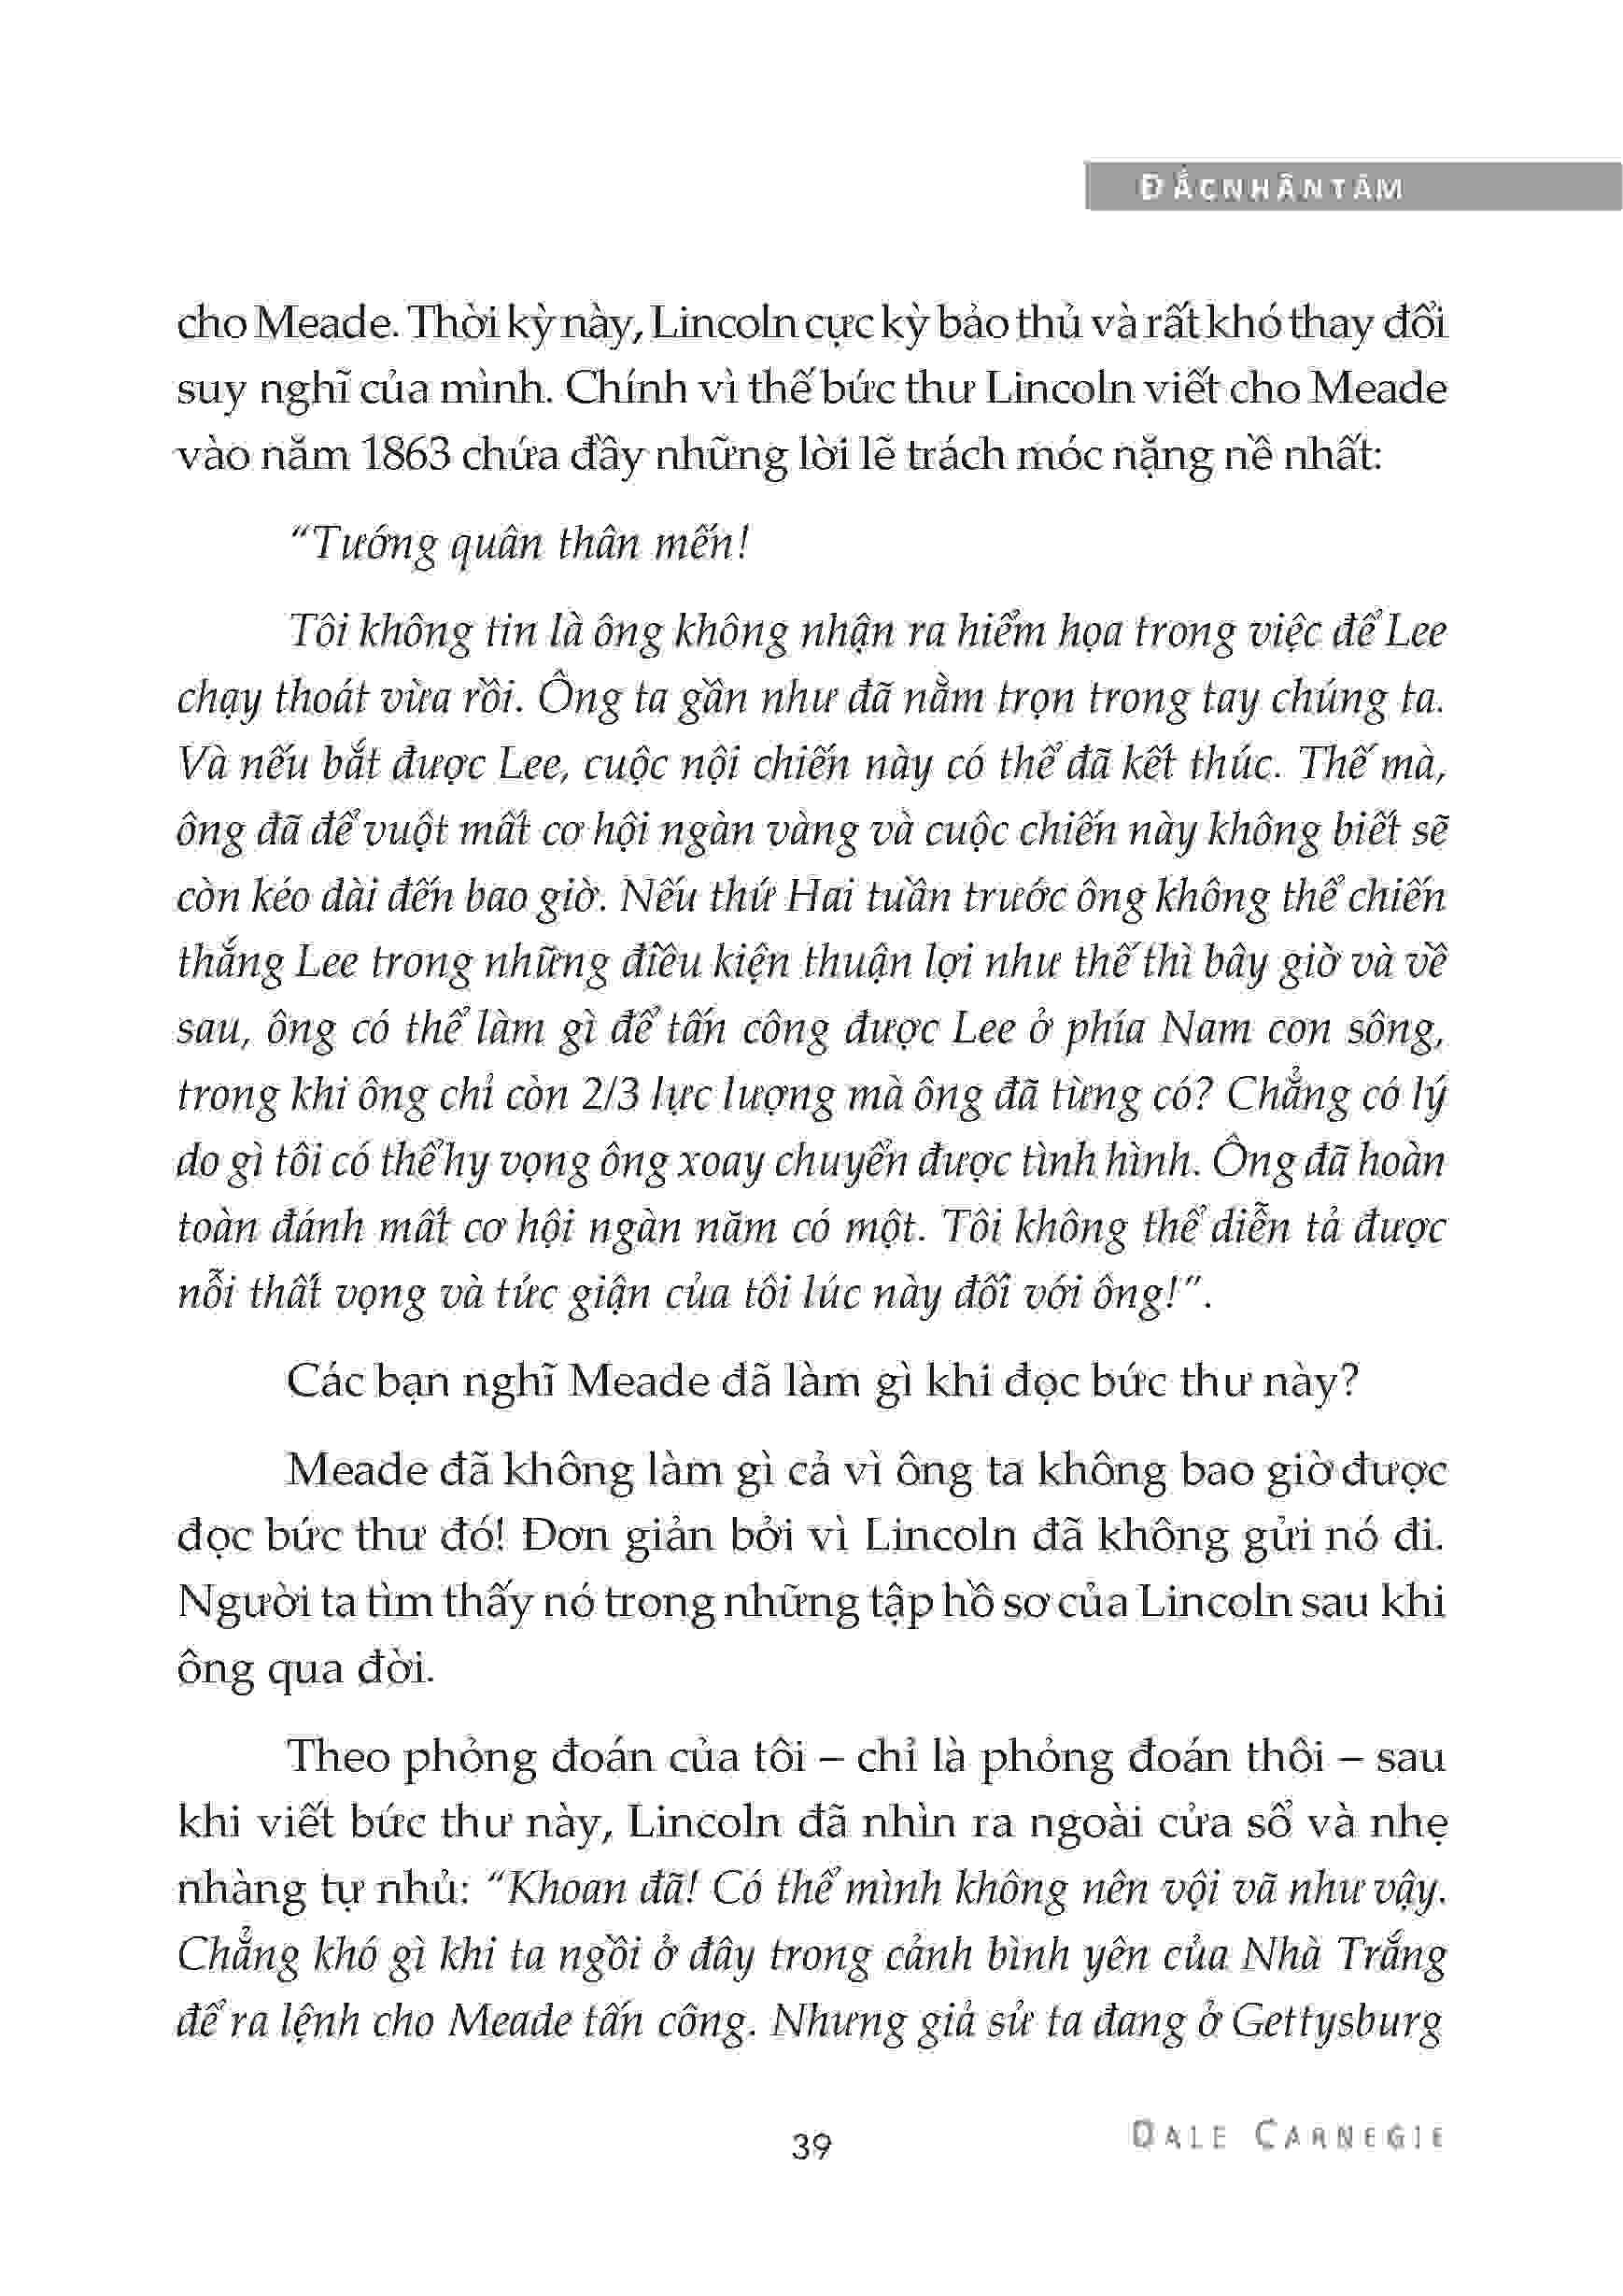 ĐẮC NHÂN TÂM
cho Meade. Thời kỳ này, Lincoln cực kỳ bảo thủ và rất khó thay đổi
suy nghĩ của mình. Chính vì thế bức thư Lincoln viết cho Meade
vào năm 1863 chứa đầy những lời lẽ trách móc nặng nề nhất:
“Tướng quân thân mến!
Tôi không tin là ông không nhận ra hiểm họa trong việc để Lee
chạy thoát vừa rồi. Ông ta gần như đã nằm trọn trong tay chúng ta.
Và nếu bắt được Lee, cuộc nội chiến này có thể đã kết thúc. Thế mà,
ông đã để vuột mất cơ hội ngàn vàng và cuộc chiến này không biết sẽ
còn kéo dài đến bao giờ. Nếu thứ Hai tuần trước ông không thể chiến
thắng Lee trong những điều kiện thuận lợi như thế thì bây giờ và về
sau, ông có thể làm gì để tấn công được Lee ở phía Nam con sông,
trong khi ông chỉ còn 2/3 lực lượng mà ông đã từng có? Chẳng có lý
do gì tôi có thể hy vọng ông xoay chuyển được tình hình. Ông đã hoàn
toàn đánh mất cơ hội ngàn năm có một. Tôi không thể diễn tả được
nỗi thất vọng và tức giận của tôi lúc này đối với ông!”.
Các bạn nghĩ Meade đã làm gì khi đọc bức thư này?
Meade đã không làm gì cả vì ông ta không bao giờ được
đọc bức thư đó! Đơn giản bởi vì Lincoln đã không gửi nó đi.
Người ta tìm thấy nó trong những tập hồ sơ của Lincoln sau khi
ông qua đời.
Theo phỏng đoán của tôi – chỉ là phỏng đoán thôi – sau
khi viết bức thư này, Lincoln đã nhìn ra ngoài cửa sổ và nhẹ
nhàng tự nhủ: “Khoan đã! Có thể mình không nên vội vã như vậy.
Chẳng khó gì khi ta ngồi ở đây trong cảnh bình yên của Nhà Trắng
để ra lệnh cho Meade tấn công. Nhưng giả sử ta đang ở Gettysburg
39
DALE CARNEGIE